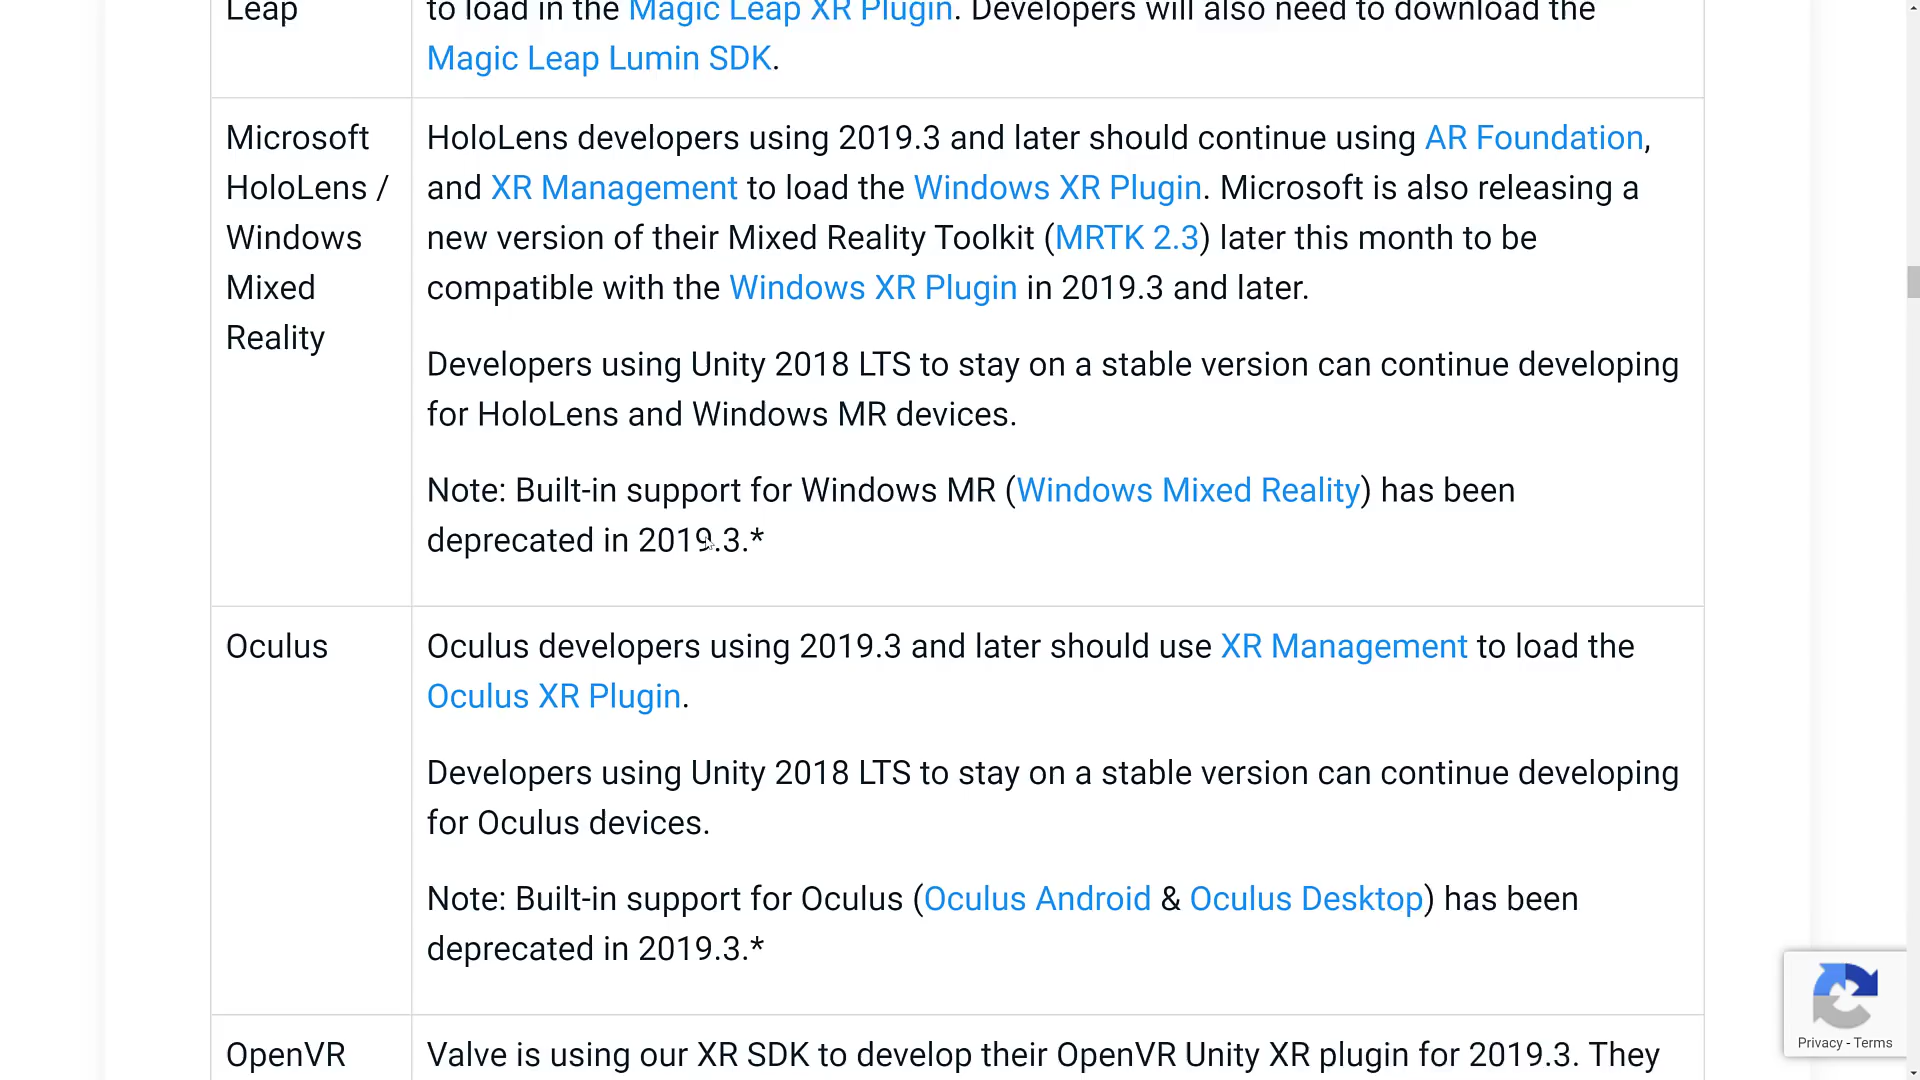 Leap
to load in the Magic Leap XR Plugin. Developers will also need to download the
Magic Leap Lumin SDK.
Microsoft
HoloLens /
Windows
Mixed
Reality
HoloLens developers using 2019.3 and later should continue using AR Foundation,
and XR Management to load the Windows XR Plugin. Microsoft is also releasing a
new version of their Mixed Reality Toolkit (MRTK 2.3) later this month to be
compatible with the Windows XR Plugin in 2019.3 and later.
Developers using Unity 2018 LTS to stay on a stable version can continue developing
for HoloLens and Windows MR devices.
Note: Built-in support for Windows MR (Windows Mixed Reality) has been
deprecated in 2019.3.*
Oculus
Oculus developers using 2019.3 and later should use XR Management to load the
Oculus XR Plugin.
Developers using Unity 2018 LTS to stay on a stable version can continue developing
for Oculus devices.
Note: Built-in support for Oculus (Oculus Android & Oculus Desktop) has been
deprecated in 2019.3.*
OpenVR
Valve is using our XR SDK to develop their OpenVR Unity XR plugin for 2019.3. They
Privacy - Terms